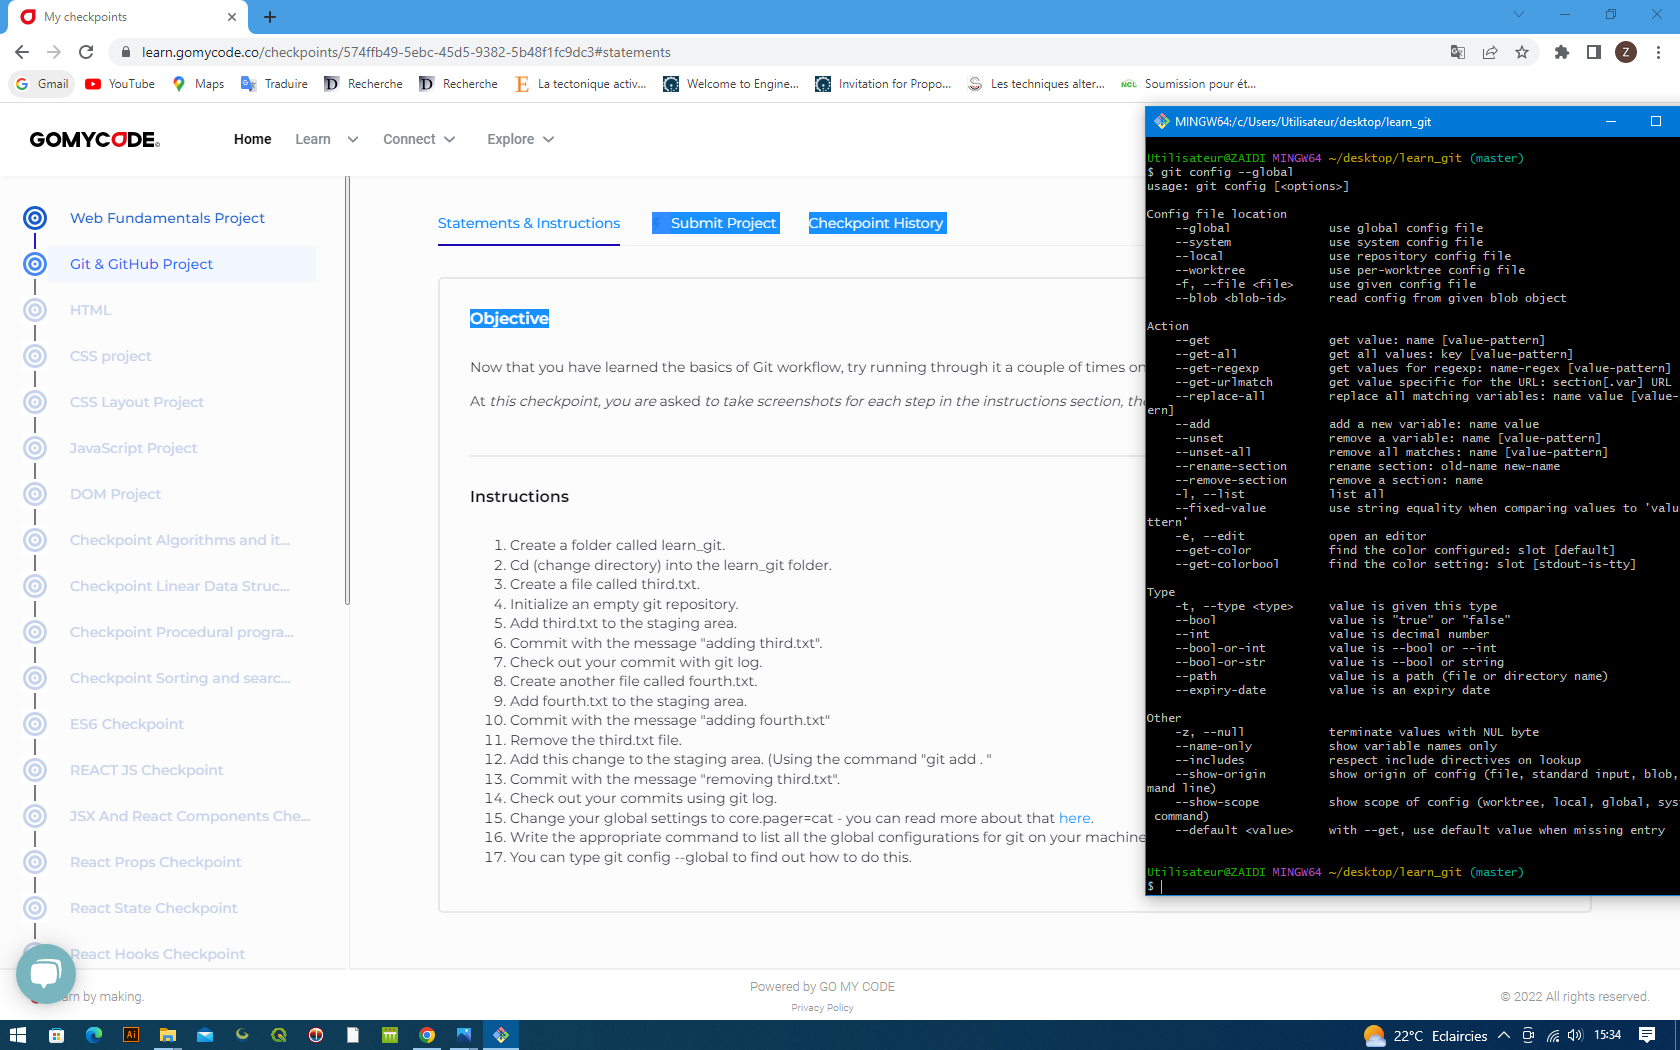 My checkpoints
learn.gomycode.co/checkpoints/574ffb49-5ebc-45d5-9382-5b48f1fc9dc3#statements
Z
Gmail YouTube Maps Traduire Recherche Recherche La tectonique activ... Welcome to Engine... Invitation for Propo... Les techniques alter... Soumission pour ét...
GOMYCODE
Home Learn Connect Explore
Web Fundamentals Project
Git & GitHub Project
HTML
CSS project
CSS Layout Project
JavaScript Project
DOM Project
Checkpoint Algorithms and it...
Checkpoint Linear Data Struc...
Checkpoint Procedural progra...
Checkpoint Sorting and searc...
ES6 Checkpoint
REACT JS Checkpoint
JSX And React Components Che...
React Props Checkpoint
React State Checkpoint
React Hooks Checkpoint
Statements & Instructions Submit Project Checkpoint History
Objective
Now that you have learned the basics of Git workflow, try running through it a couple of times on
At this checkpoint, you are asked to take screenshots for each step in the instructions section, the
Instructions
1. Create a folder called learn_git.
2. Cd (change directory) into the learn_git folder.
3. Create a file called third.txt.
4. Initialize an empty git repository.
5. Add third.txt to the staging area.
6. Commit with the message "adding third.txt".
7. Check out your commit with git log.
8. Create another file called fourth.txt.
9. Add fourth.txt to the staging area.
10. Commit with the message "adding fourth.txt"
11. Remove the third.txt file.
12. Add this change to the staging area. (Using the command "git add . "
13. Commit with the message "removing third.txt".
14. Check out your commits using git log.
15. Change your global settings to core.pager=cat - you can read more about that here.
16. Write the appropriate command to list all the global configurations for git on your machine
17. You can type git config --global to find out how to do this.
MINGW64:/c/Users/Utilisateur/desktop/learn_git
Utilisateur@ZAIDI MINGW64 ~/desktop/learn_git (master)
$ git config --global
usage: git config [<options>]
Config file location
--global use global config file
--system use system config file
--local use repository config file
--worktree use per-worktree config file
-f, --file <file> use given config file
--blob <blob-id> read config from given blob object
Action
--get get value: name [value-pattern]
--get-all get all values: key [value-pattern]
--get-regexp get values for regexp: name-regex [value-pattern]
--get-urlmatch get value specific for the URL: section[.var] URL
--replace-all replace all matching variables: name value [value-
ern]
--add add a new variable: name value
--unset remove a variable: name [value-pattern]
--unset-all remove all matches: name [value-pattern]
--rename-section rename section: old-name new-name
--remove-section remove a section: name
-l, --list list all
--fixed-value use string equality when comparing values to 'valu
ttern'
-e, --edit open an editor
--get-color find the color configured: slot [default]
--get-colorbool find the color setting: slot [stdout-is-tty]
Type
-t, --type <type> value is given this type
--bool value is "true" or "false"
--int value is decimal number
--bool-or-int value is --bool or --int
--bool-or-str value is --bool or string
--path value is a path (file or directory name)
--expiry-date value is an expiry date
Other
-z, --null terminate values with NUL byte
--name-only show variable names only
--includes respect include directives on lookup
--show-origin show origin of config (file, standard input, blob,
mand line)
--show-scope show scope of config (worktree, local, global, sys
command)
--default <value> with --get, use default value when missing entry
Utilisateur@ZAIDI MINGW64 ~/desktop/learn_git (master)
$
arn by making.
Powered by GO MY CODE
Privacy Policy
© 2022 All rights reserved.
Ai
22°C Eclaircies 15:34